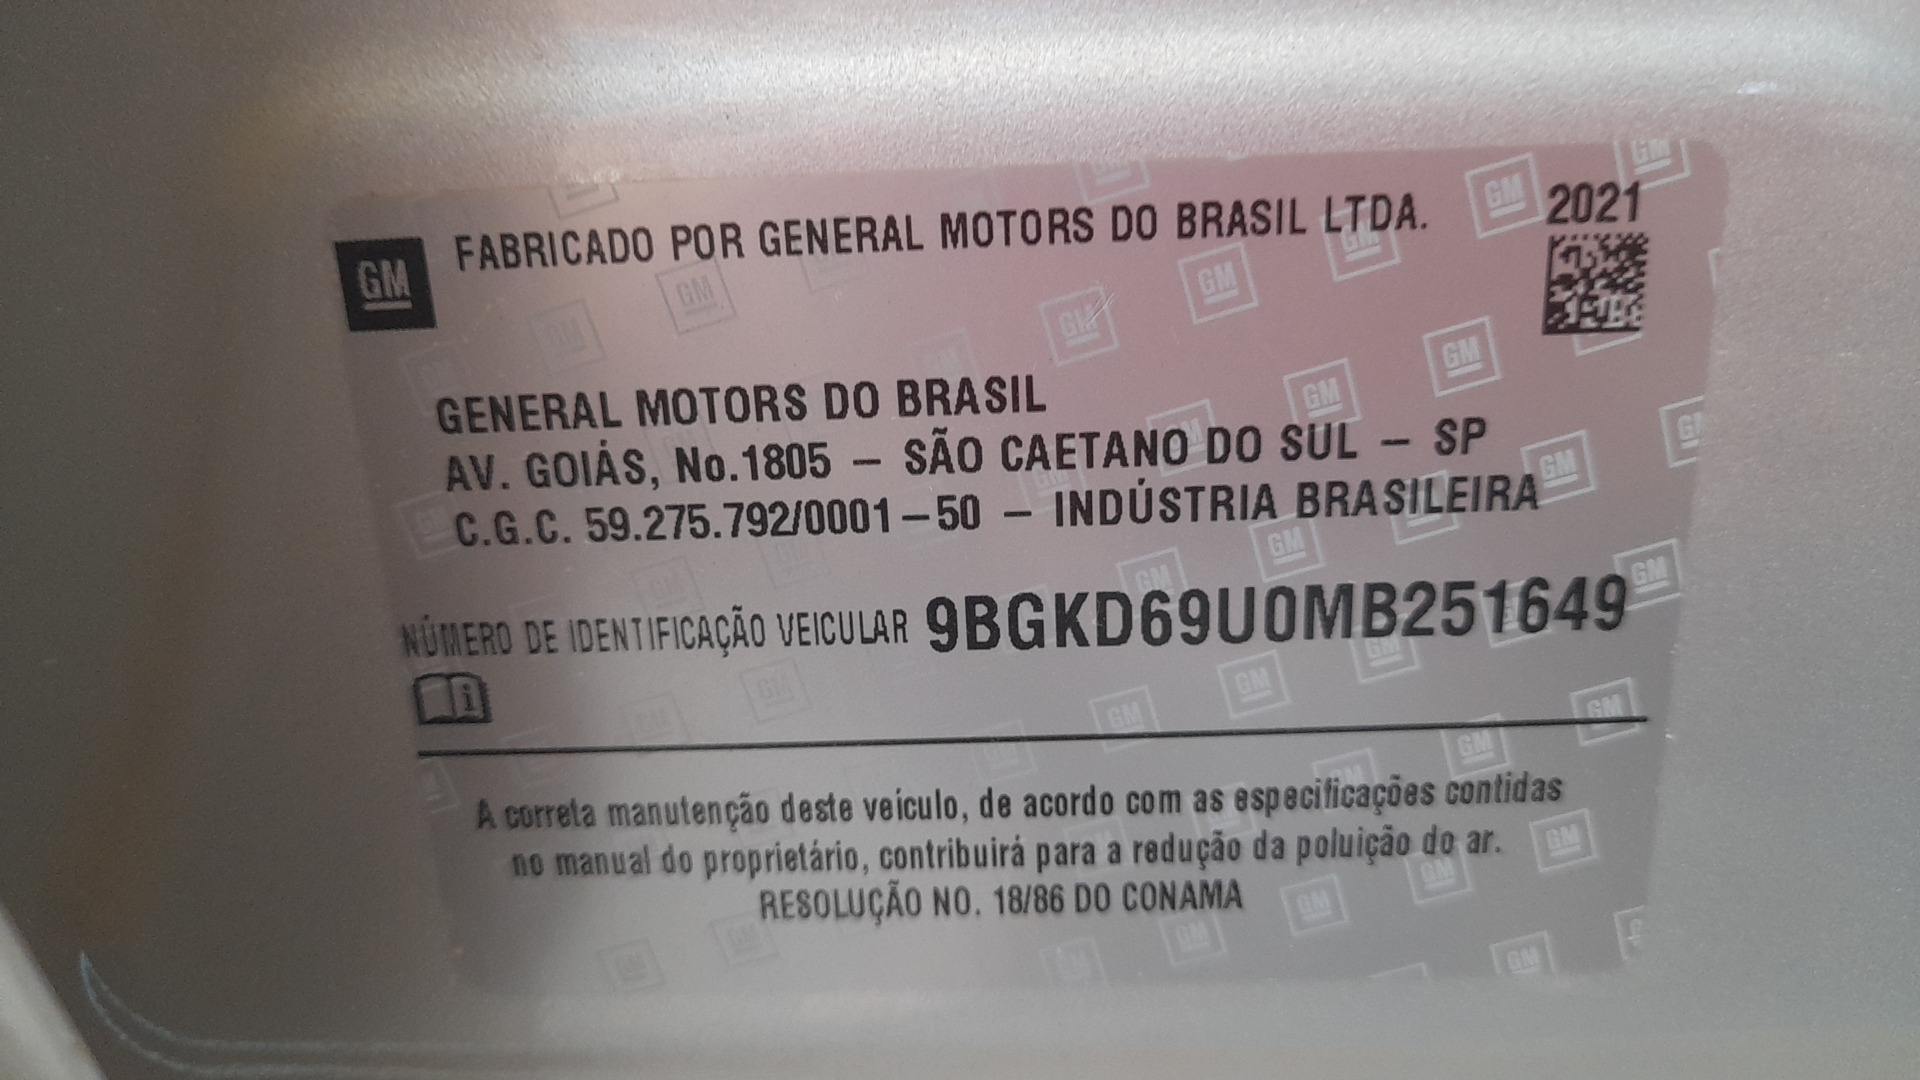 GM FABRICADO POR GENERAL MOTORS DO BRASIL LTDA. 2021
GENERAL MOTORS DO BRASIL
AV. GOIÁS, No.1805 – SÃO CAETANO DO SUL – SP
C.G.C. 59.275.792/0001–50 – INDÚSTRIA BRASILEIRA
NÚMERO DE IDENTIFICAÇÃO VEICULAR 9BGKD69U0MB251649
A correta manutenção deste veículo, de acordo com as especificações contidas
no manual do proprietário, contribuirá para a redução da poluição do ar.
RESOLUÇÃO NO. 18/86 DO CONAMA